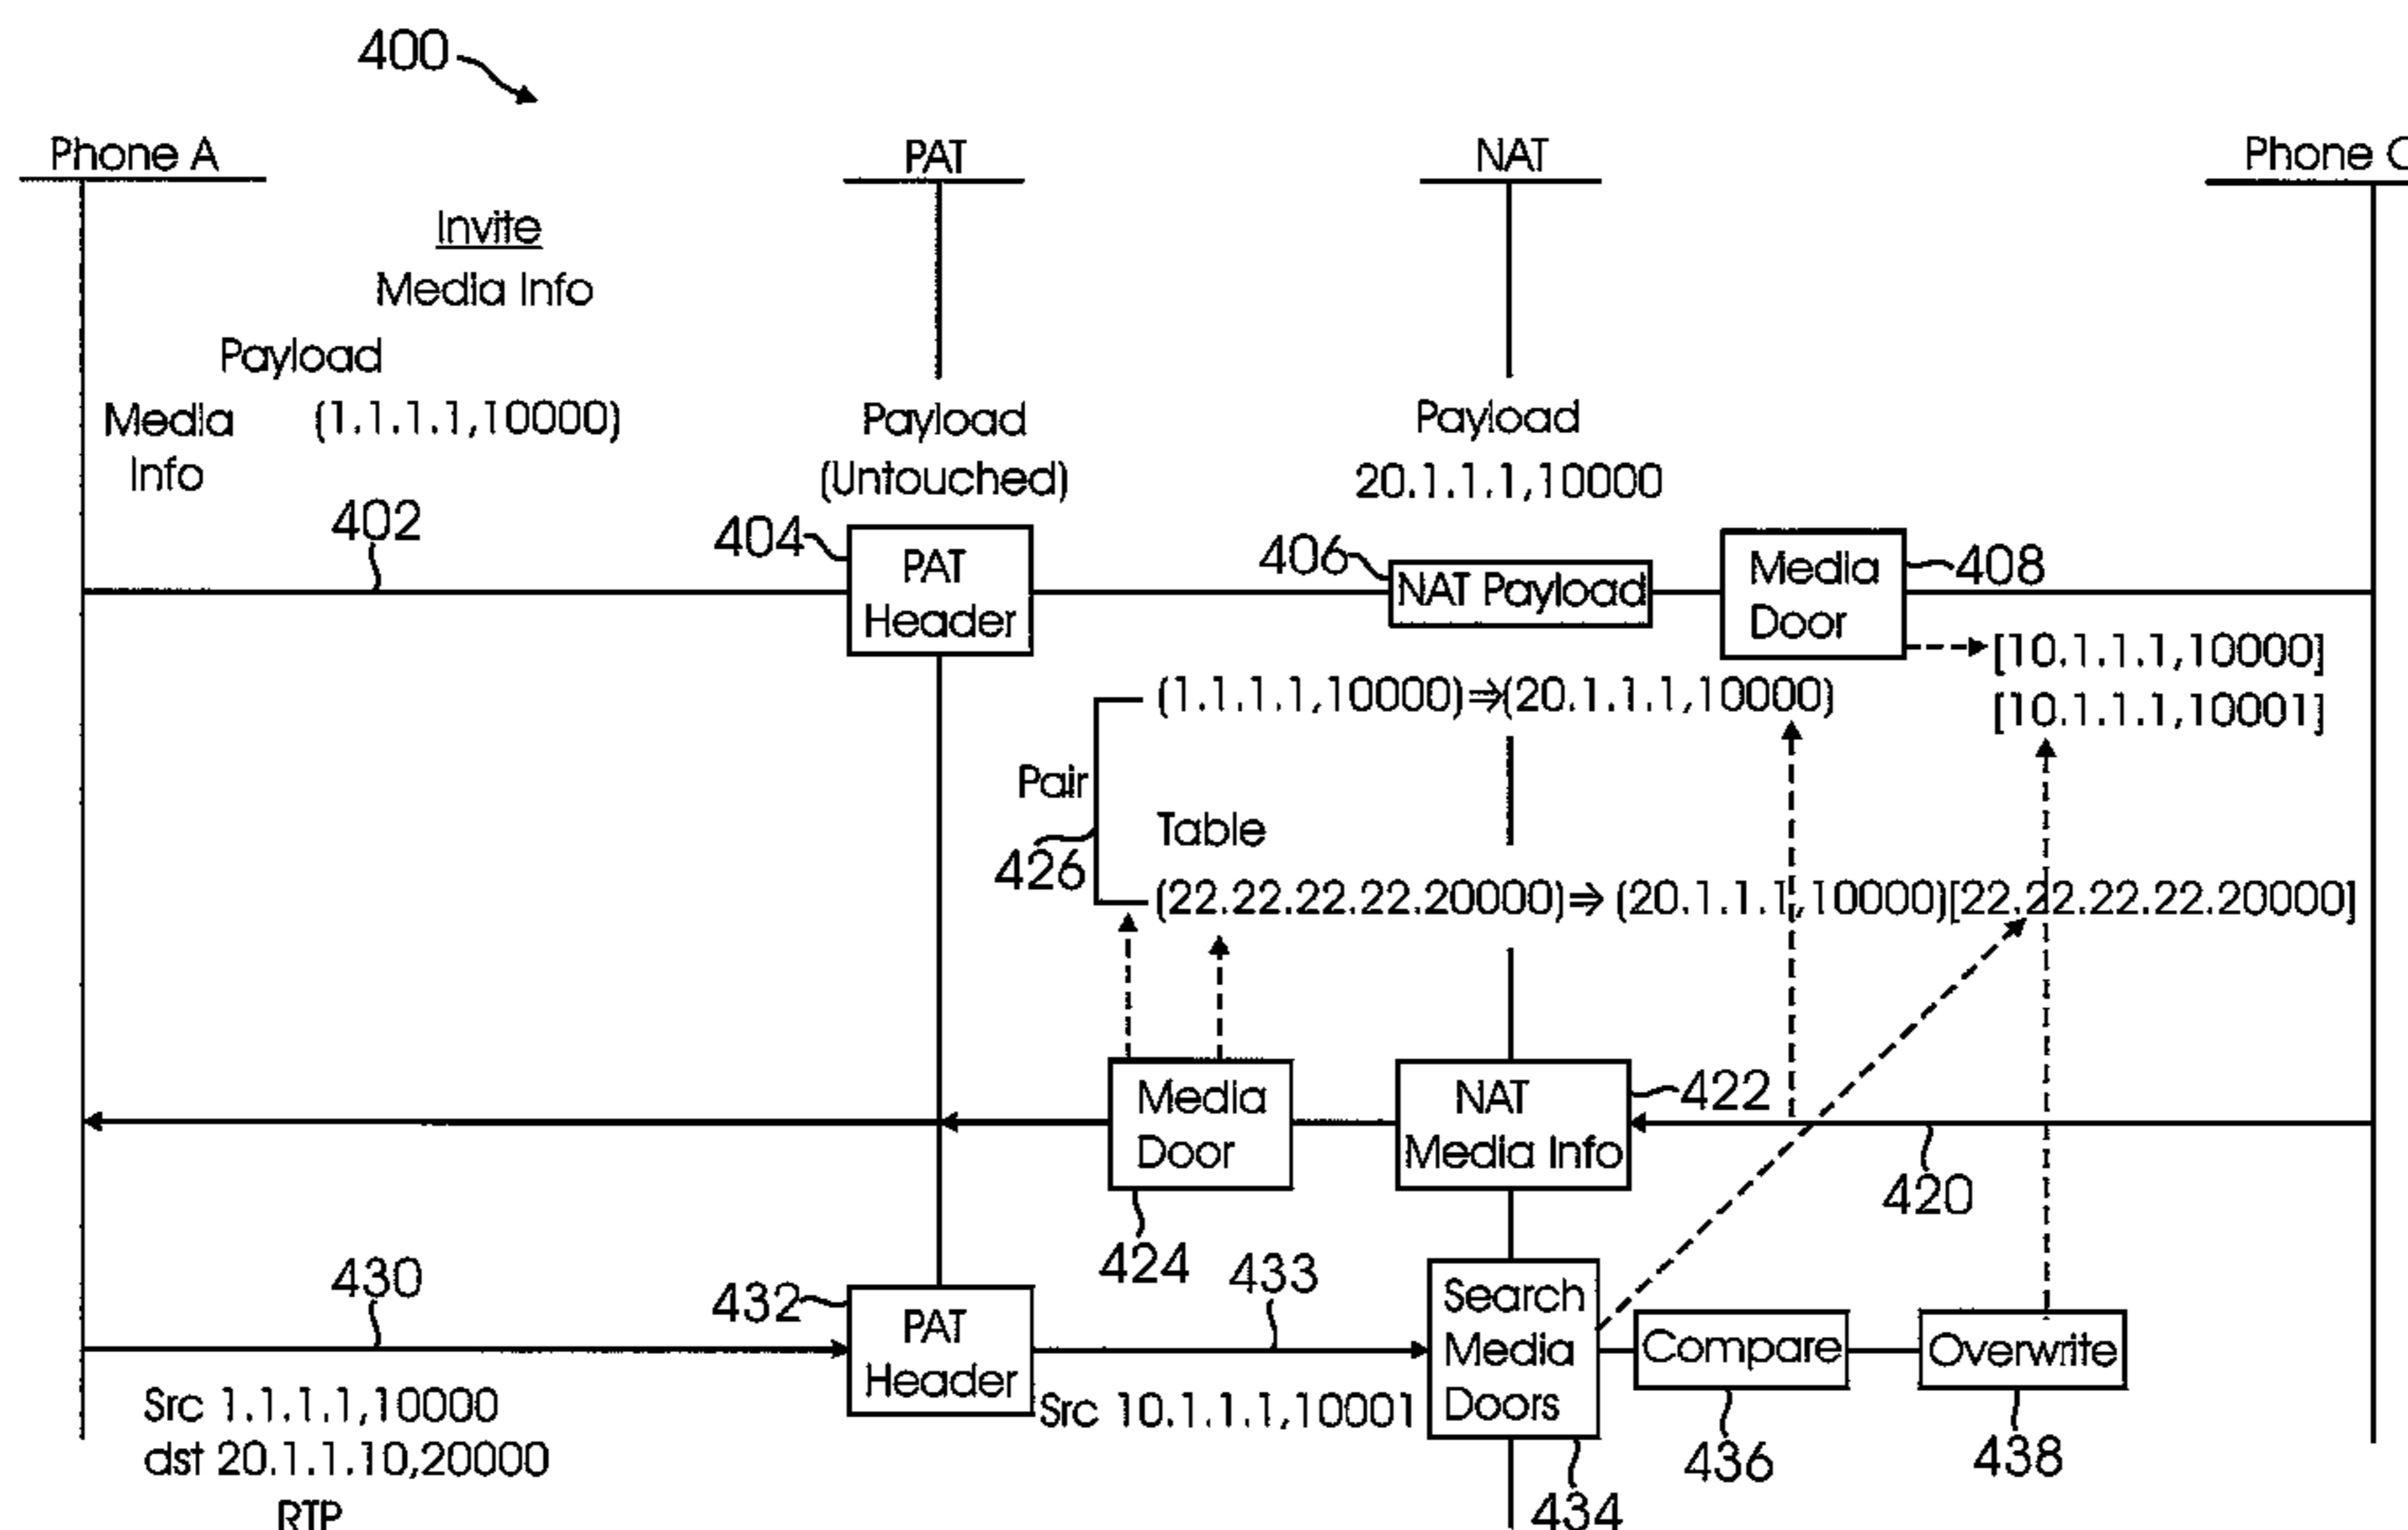 400
Phone A
PAT
NAT
Phone C
Invite
Media Info
Payload
Media
Info
(1.1.1.1,10000)
Payload
(Untouched)
Payload
20.1.1.1,10000
402
404
PAT
Header
406
NAT Payload
Media
Door
408
[10.1.1.1,10000]
[10.1.1.1,10001]
(1.1.1.1,10000)⇒(20.1.1.1,10000)
Pair
426
Table
(22.22.22.22.20000)⇒ (20.1.1.1,10000)[22.22.22.22.20000]
Media
Door
424
NAT
Media Info
422
420
430
432
PAT
Header
433
Search
Media
Doors
434
Compare
436
Overwrite
438
Src 1.1.1.1,10000
dst 20.1.1.10,20000
RTP
Src 10.1.1.1,10001